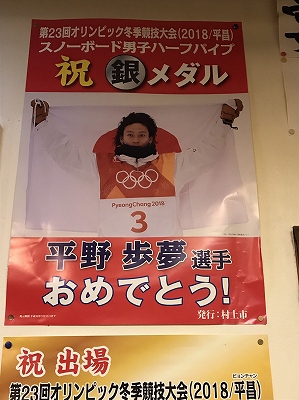 第23回オリンピック冬季競技大会(2018/平昌)
スノーボード男子ハーフパイプ
祝 銀メダル
PyeongChang 2018
3
平野 歩夢 選手
おめでとう!
発行:村上市
祝 出場
ピョンチャン
第23回オリンピック冬季競技大会(2018/平昌)